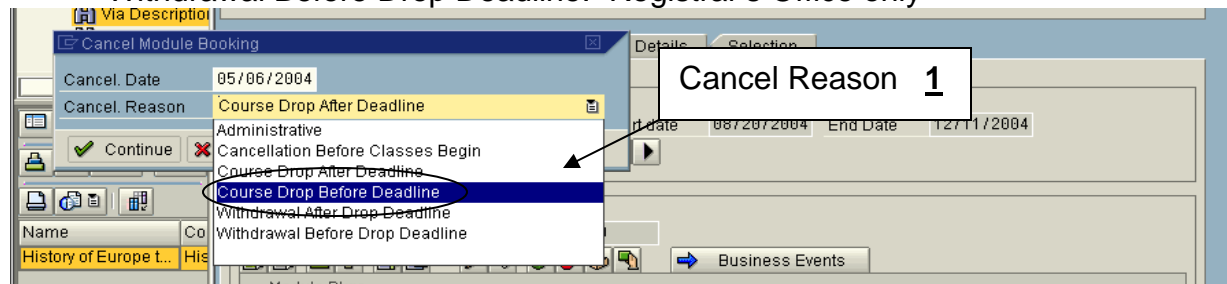 Withdrawal Before Drop Deadline: Registrar's Office only
Via Description
Cancel Module Booking
Details
Selection
Cancel Reason 1
Cancel. Date 05/06/2004
Cancel. Reason Course Drop After Deadline
rt date 08/20/2004 End Date 12/11/2004
Administrative
Continue
Cancellation Before Classes Begin
Course Drop After Deadline
Course Drop Before Deadline
Withdrawal After Drop Deadline
Withdrawal Before Drop Deadline
Name Co
History of Europe t... His
Business Events